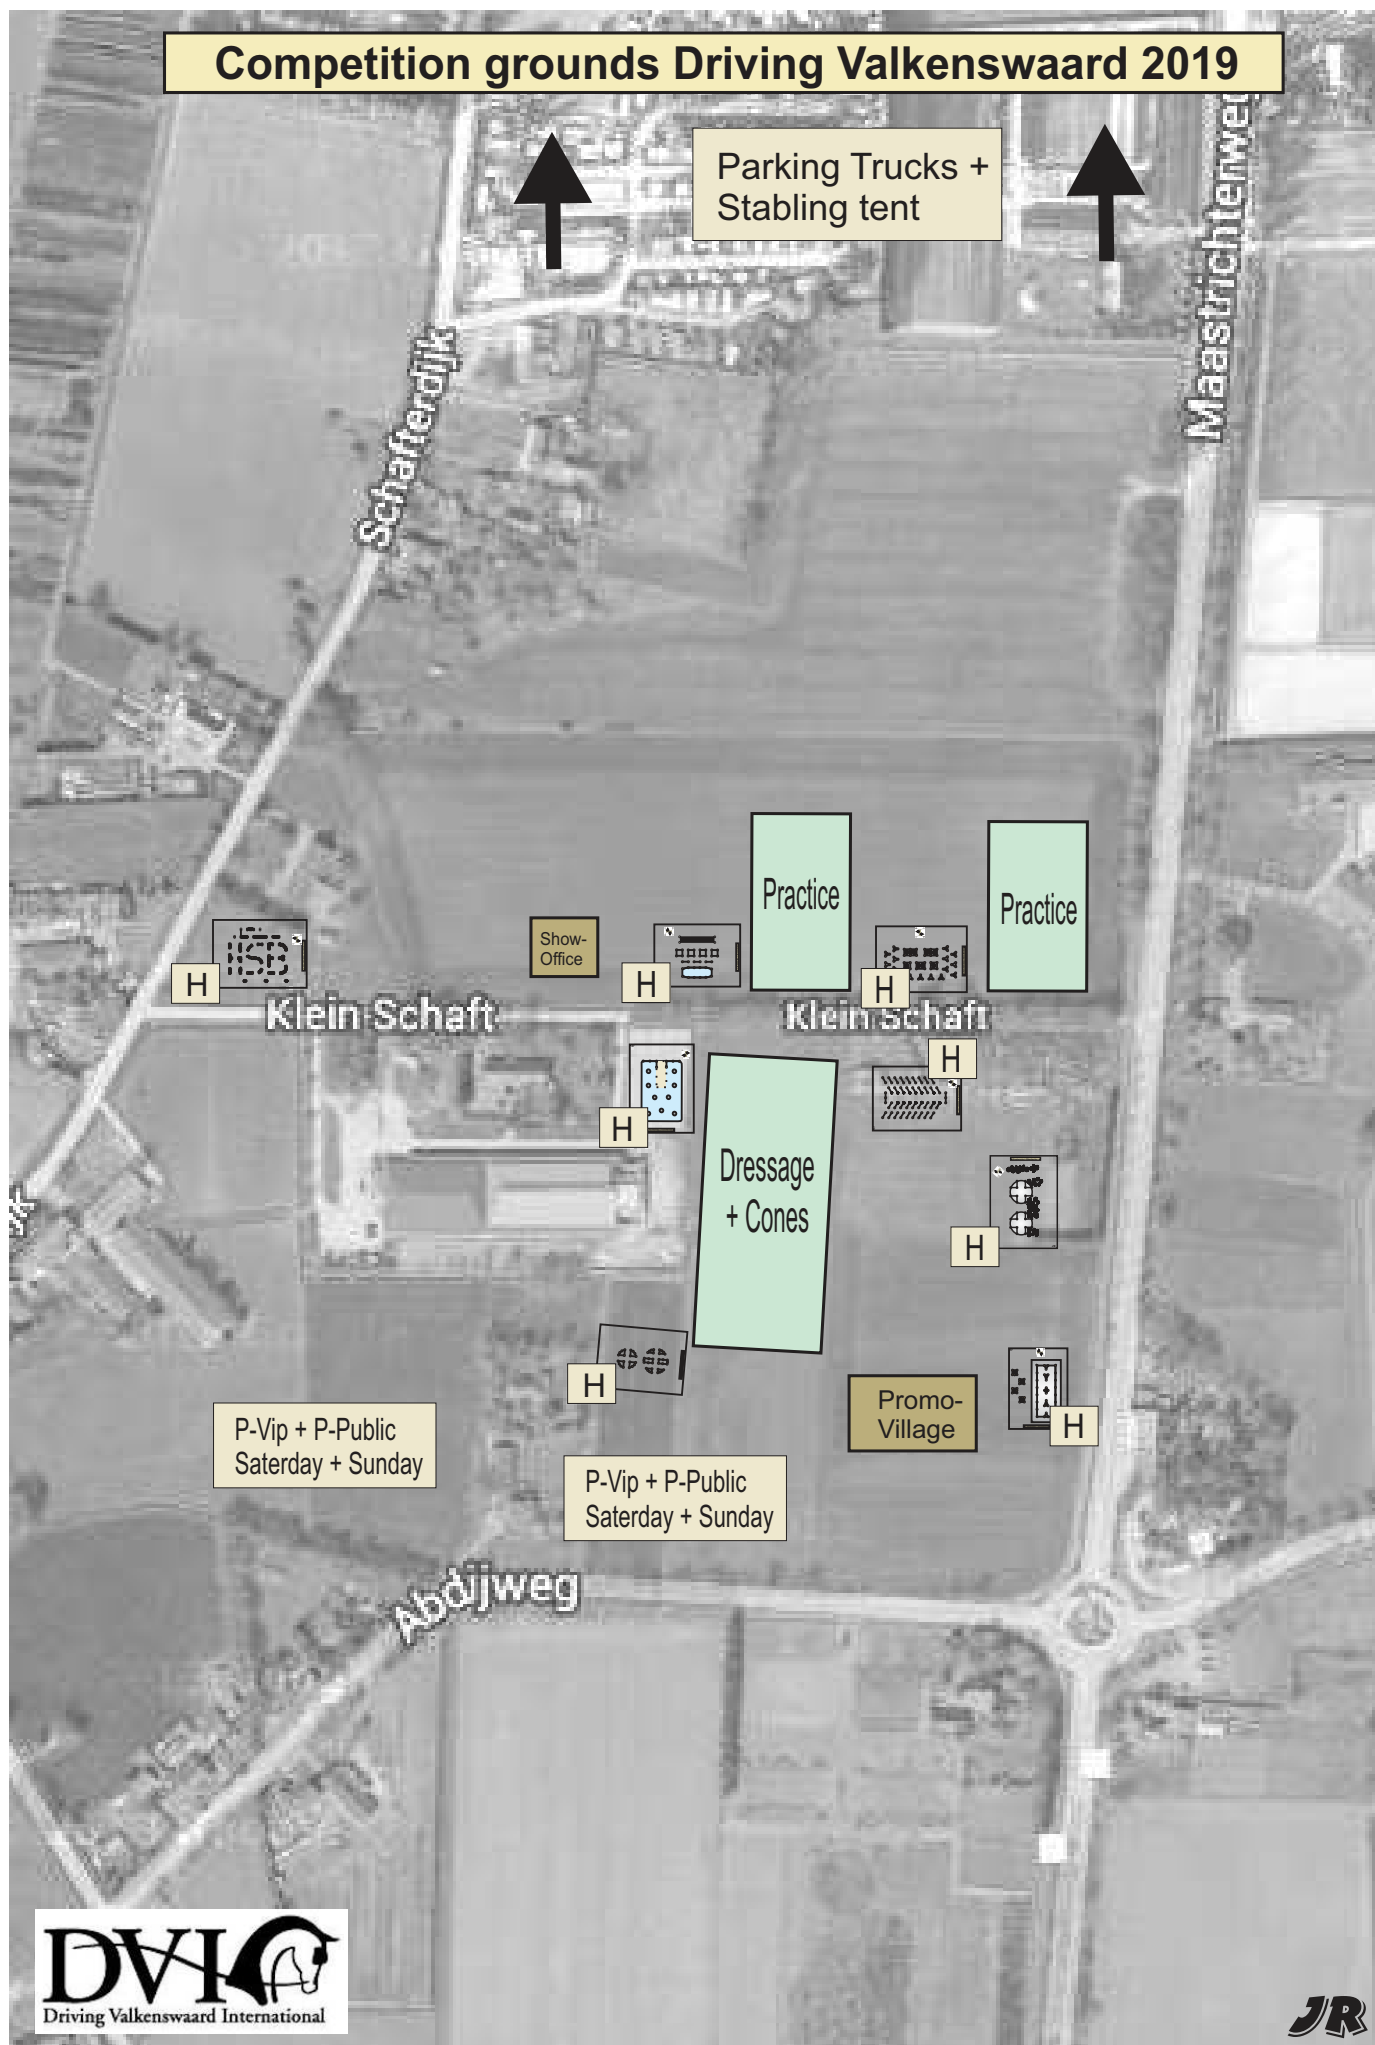 Competition grounds Driving Valkenswaard 2019
Parking Trucks +
Stabling tent
Maastrichterweg
Schafterdijk
Practice
Practice
Show-
Office
H
H
H
Klein Schaft
Klein Schaft
H
H
Dressage
+ Cones
H
H
Promo-
Village
H
P-Vip + P-Public
Saterday + Sunday
P-Vip + P-Public
Saterday + Sunday
Abdijweg
DVI
Driving Valkenswaard International
JR